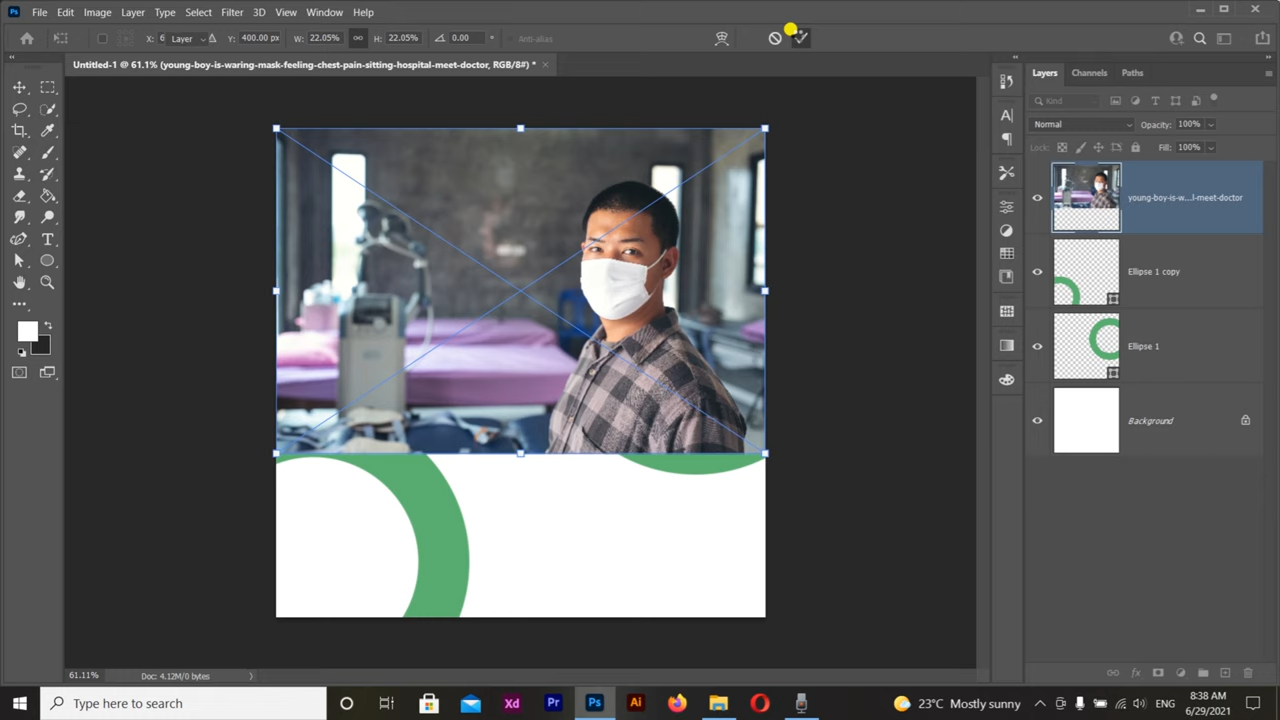 Ps File Edit Image Layer Type Select Filter 3D View Window Help
X: 6 Layer Y: 400.00 px W: 22.05% H: 22.05% 0.00 ° Anti-alias
Untitled-1 @ 61.1% (young-boy-is-waring-mask-feeling-chest-pain-sitting-hospital-meet-doctor, RGB/8#) * ×
Layers Channels Paths
Kind
Normal Opacity: 100%
Lock: Fill: 100%
young-boy-is-w...l-meet-doctor
Ellipse 1 copy
Ellipse 1
Background
61.11% Doc: 4.12M/0 bytes
Type here to search
Xd Pr Ps Ai
23°C Mostly sunny
ENG
8:38 AM
6/29/2021